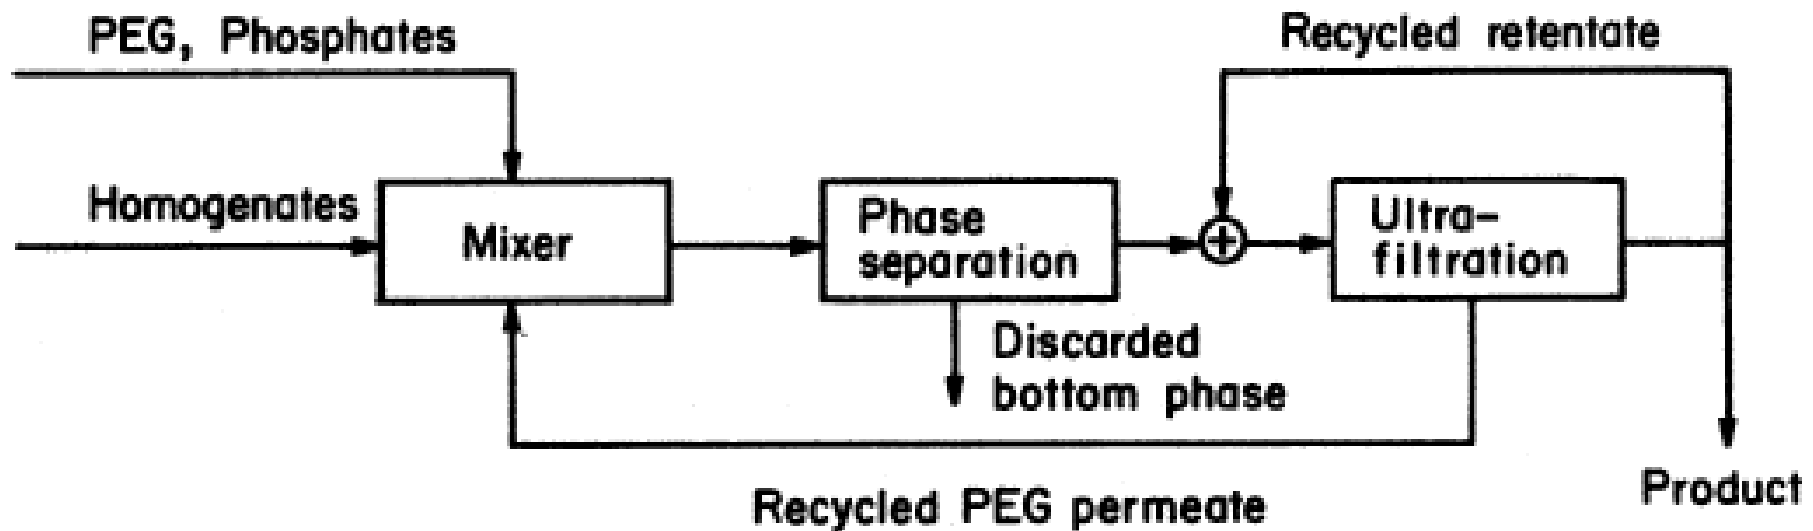 PEG, Phosphates
Recycled retentate
Homogenates
Mixer
Phase
separation
+
Ultra-
filtration
Discarded
bottom phase
Recycled PEG permeate
Product